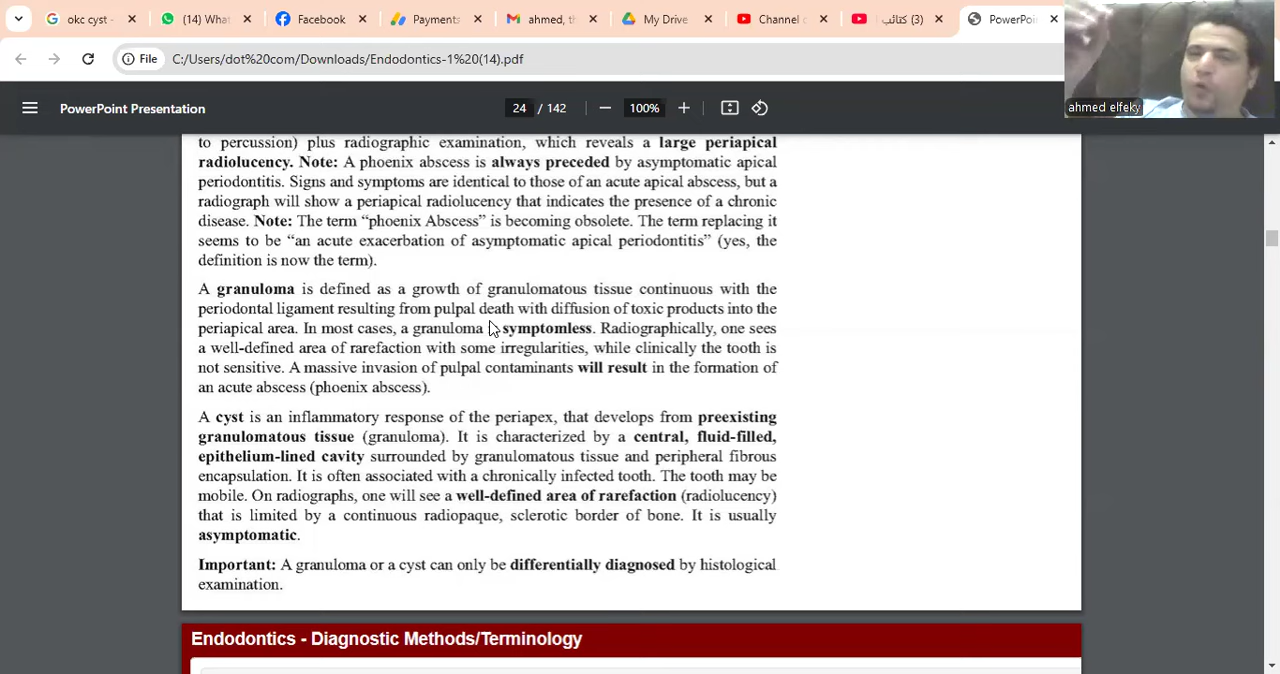 okc cyst -
(14) What
Facebook
Payments
ahmed, th
My Drive
Channel c
(3) كتائب
PowerPoi
File
C:/Users/dot%20com/Downloads/Endodontics-1%20(14).pdf
ahmed elfeky
PowerPoint Presentation
24 / 142
100%
to percussion) plus radiographic examination, which reveals a large periapical
radiolucency. Note: A phoenix abscess is always preceded by asymptomatic apical
periodontitis. Signs and symptoms are identical to those of an acute apical abscess, but a
radiograph will show a periapical radiolucency that indicates the presence of a chronic
disease. Note: The term “phoenix Abscess” is becoming obsolete. The term replacing it
seems to be “an acute exacerbation of asymptomatic apical periodontitis” (yes, the
definition is now the term).
A granuloma is defined as a growth of granulomatous tissue continuous with the
periodontal ligament resulting from pulpal death with diffusion of toxic products into the
periapical area. In most cases, a granuloma symptomless. Radiographically, one sees
a well-defined area of rarefaction with some irregularities, while clinically the tooth is
not sensitive. A massive invasion of pulpal contaminants will result in the formation of
an acute abscess (phoenix abscess).
A cyst is an inflammatory response of the periapex, that develops from preexisting
granulomatous tissue (granuloma). It is characterized by a central, fluid-filled,
epithelium-lined cavity surrounded by granulomatous tissue and peripheral fibrous
encapsulation. It is often associated with a chronically infected tooth. The tooth may be
mobile. On radiographs, one will see a well-defined area of rarefaction (radiolucency)
that is limited by a continuous radiopaque, sclerotic border of bone. It is usually
asymptomatic.
Important: A granuloma or a cyst can only be differentially diagnosed by histological
examination.
Endodontics - Diagnostic Methods/Terminology